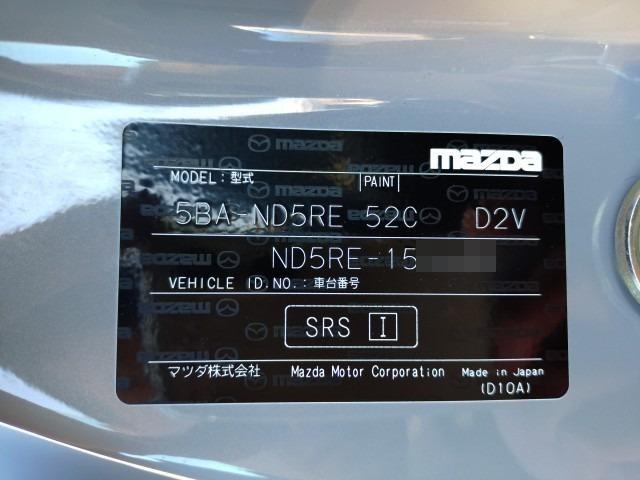 mazda
MODEL:型式 PAINT
5BA-ND5RE 52C D2V
ND5RE-15
VEHICLE ID.NO.:車台番号
SRS I
マツダ株式会社 Mazda Motor Corporation Made in Japan
(D10A)